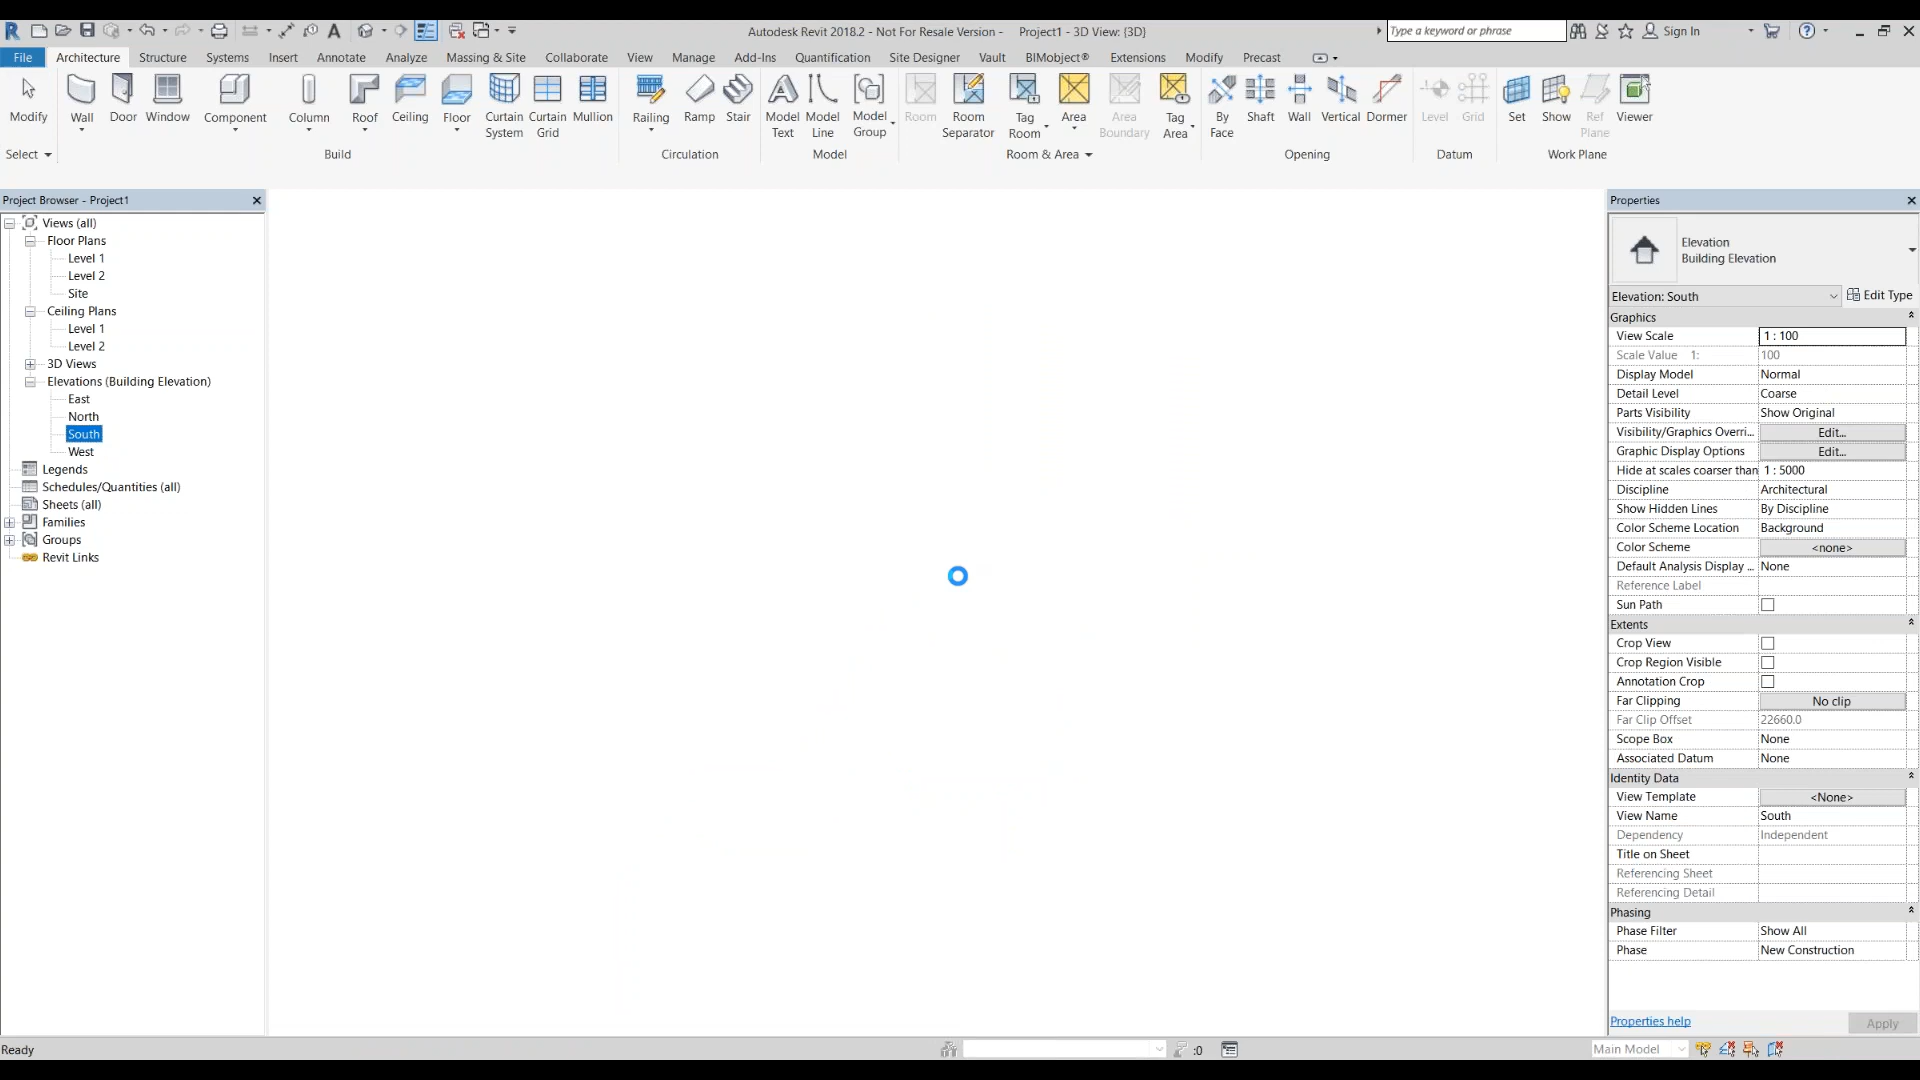 Autodesk Revit 2018.2 - Not For Resale Version - Project1 - 3D View: {3D}
Type a keyword or phrase
Sign In
File Architecture Structure Systems Insert Annotate Analyze Massing & Site Collaborate View Manage Add-Ins Quantification Site Designer Vault BIMobject® Extensions Modify Precast
Modify Wall Door Window Component Column Roof Ceiling Floor Curtain System Curtain Grid Mullion Railing Ramp Stair Model Text Model Line Model Group Room Room Separator Tag Room Area Area Boundary Tag Area By Face Shaft Wall Vertical Dormer Level Grid Set Show Ref Plane Viewer
Select Build Circulation Model Room & Area Opening Datum Work Plane
Project Browser - Project1
Views (all)
Floor Plans
Level 1
Level 2
Site
Ceiling Plans
Level 1
Level 2
3D Views
Elevations (Building Elevation)
East
North
South
West
Legends
Schedules/Quantities (all)
Sheets (all)
Families
Groups
Revit Links
Properties
Elevation
Building Elevation
Elevation: South Edit Type
Graphics
View Scale 1 : 100
Scale Value 1: 100
Display Model Normal
Detail Level Coarse
Parts Visibility Show Original
Visibility/Graphics Overri... Edit...
Graphic Display Options Edit...
Hide at scales coarser than 1 : 5000
Discipline Architectural
Show Hidden Lines By Discipline
Color Scheme Location Background
Color Scheme <none>
Default Analysis Display ... None
Reference Label
Sun Path
Extents
Crop View
Crop Region Visible
Annotation Crop
Far Clipping No clip
Far Clip Offset 22660.0
Scope Box None
Associated Datum None
Identity Data
View Template <None>
View Name South
Dependency Independent
Title on Sheet
Referencing Sheet
Referencing Detail
Phasing
Phase Filter Show All
Phase New Construction
Properties help Apply
Ready :0 Main Model